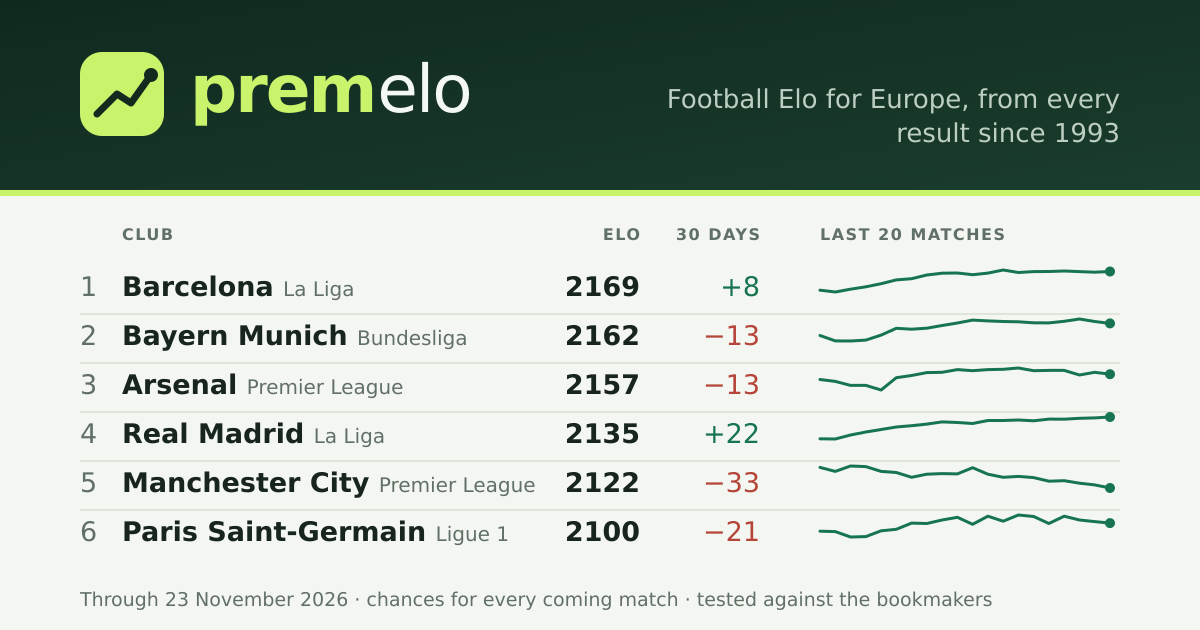 premelo
Football Elo for Europe, from every
result since 1993
CLUB ELO 30 DAYS LAST 20 MATCHES
1 Barcelona La Liga 2169 +8
2 Bayern Munich Bundesliga 2162 −13
3 Arsenal Premier League 2157 −13
4 Real Madrid La Liga 2135 +22
5 Manchester City Premier League 2122 −33
6 Paris Saint-Germain Ligue 1 2100 −21
Through 23 November 2026 · chances for every coming match · tested against the bookmakers